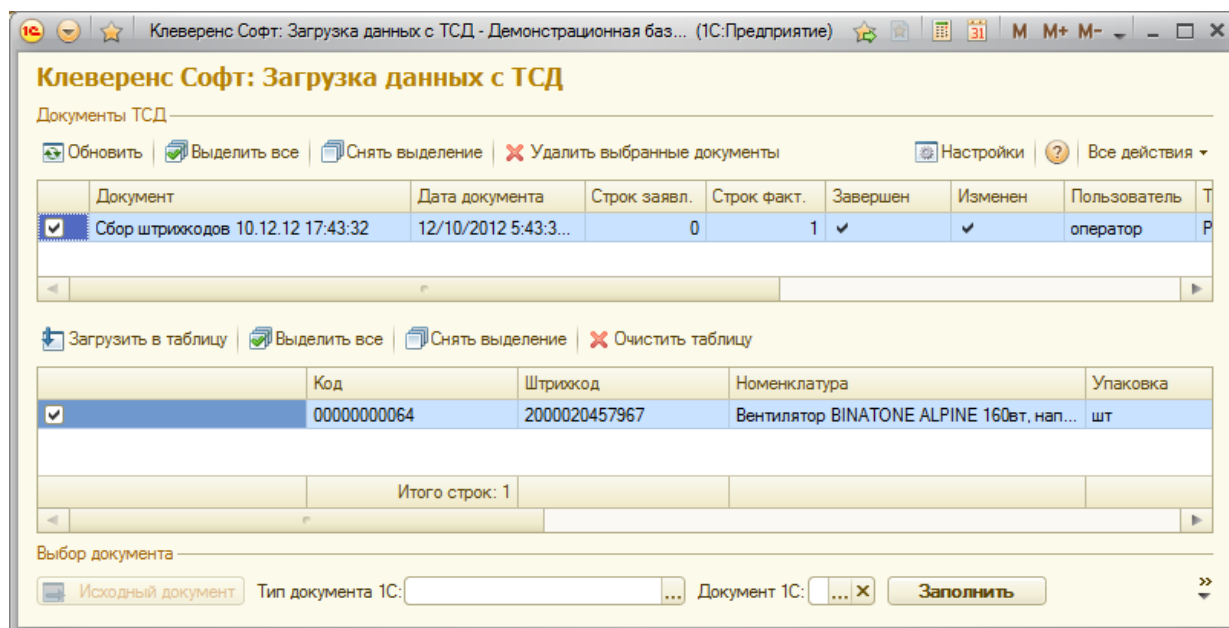 Клеверенс Софт: Загрузка данных с ТСД - Демонстрационная баз... (1С:Предприятие) 31 M M+ M-
Клеверенс Софт: Загрузка данных с ТСД
Документы ТСД
Обновить Выделить все Снять выделение Удалить выбранные документы Настройки ? Все действия
Документ Дата документа Строк заявл. Строк факт. Завершен Изменен Пользователь Т
Сбор штрихкодов 10.12.12 17:43:32 12/10/2012 5:43:3... 0 1 оператор Р
Загрузить в таблицу Выделить все Снять выделение Очистить таблицу
Код Штрихкод Номенклатура Упаковка
00000000064 2000020457967 Вентилятор BINATONE ALPINE 160вт, нап... шт
Итого строк: 1
Выбор документа
Исходный документ Тип документа 1С: ... Документ 1С: ... Заполнить